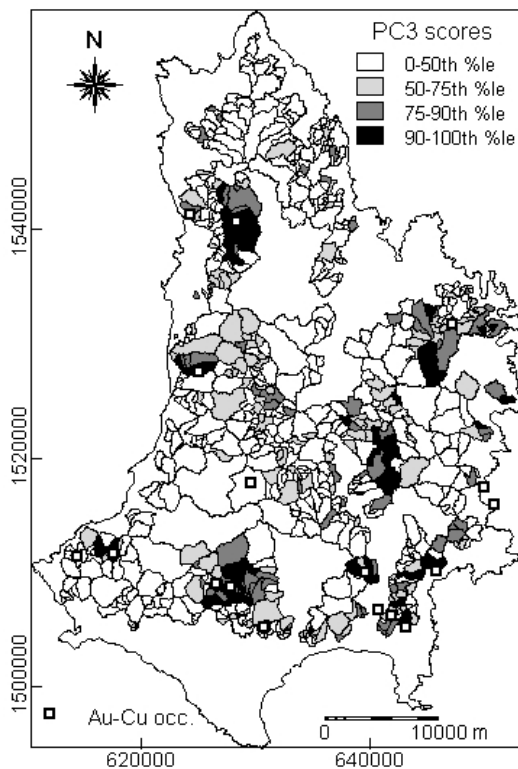 PC3 scores
N
0-50th %le
50-75th %le
75-90th %le
90-100th %le
1540000
1520000
1500000
Au-Cu occ.
0 10000 m
620000 640000